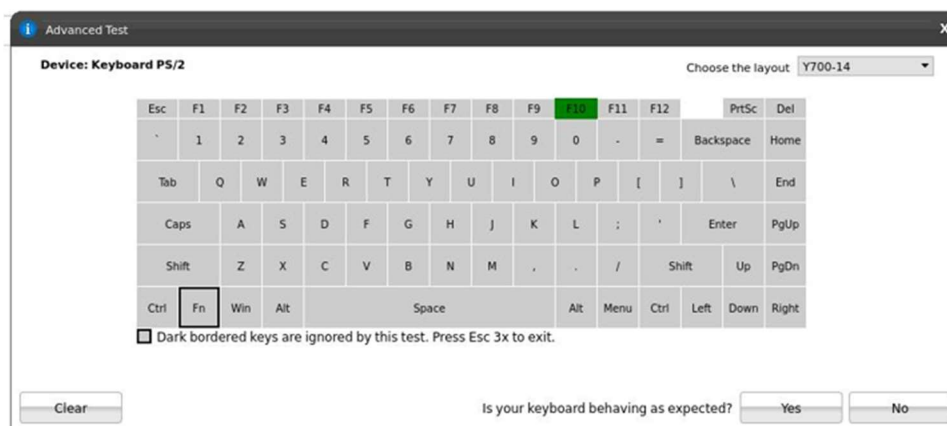 Advanced Test X
Device: Keyboard PS/2 Choose the layout Y700-14
Esc F1 F2 F3 F4 F5 F6 F7 F8 F9 F10 F11 F12 PrtSc Del
` 1 2 3 4 5 6 7 8 9 0 - = Backspace Home
Tab Q W E R T Y U I O P [ ] \ End
Caps A S D F G H J K L ; ' Enter PgUp
Shift Z X C V B N M , . / Shift Up PgDn
Ctrl Fn Win Alt Space Alt Menu Ctrl Left Down Right
Dark bordered keys are ignored by this test. Press Esc 3x to exit.
Clear Is your keyboard behaving as expected? Yes No